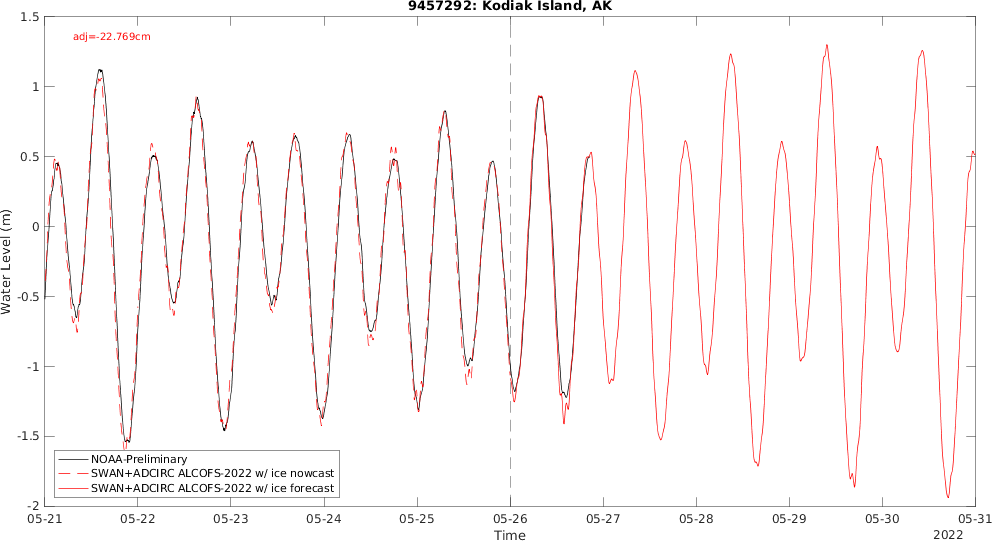 9457292: Kodiak Island, AK
adj=-22.769cm
Water Level (m)
1.5
1
0.5
0
-0.5
-1
-1.5
-2
NOAA-Preliminary
SWAN+ADCIRC ALCOFS-2022 w/ ice nowcast
SWAN+ADCIRC ALCOFS-2022 w/ ice forecast
05-21 05-22 05-23 05-24 05-25 05-26 05-27 05-28 05-29 05-30 05-31
Time
2022